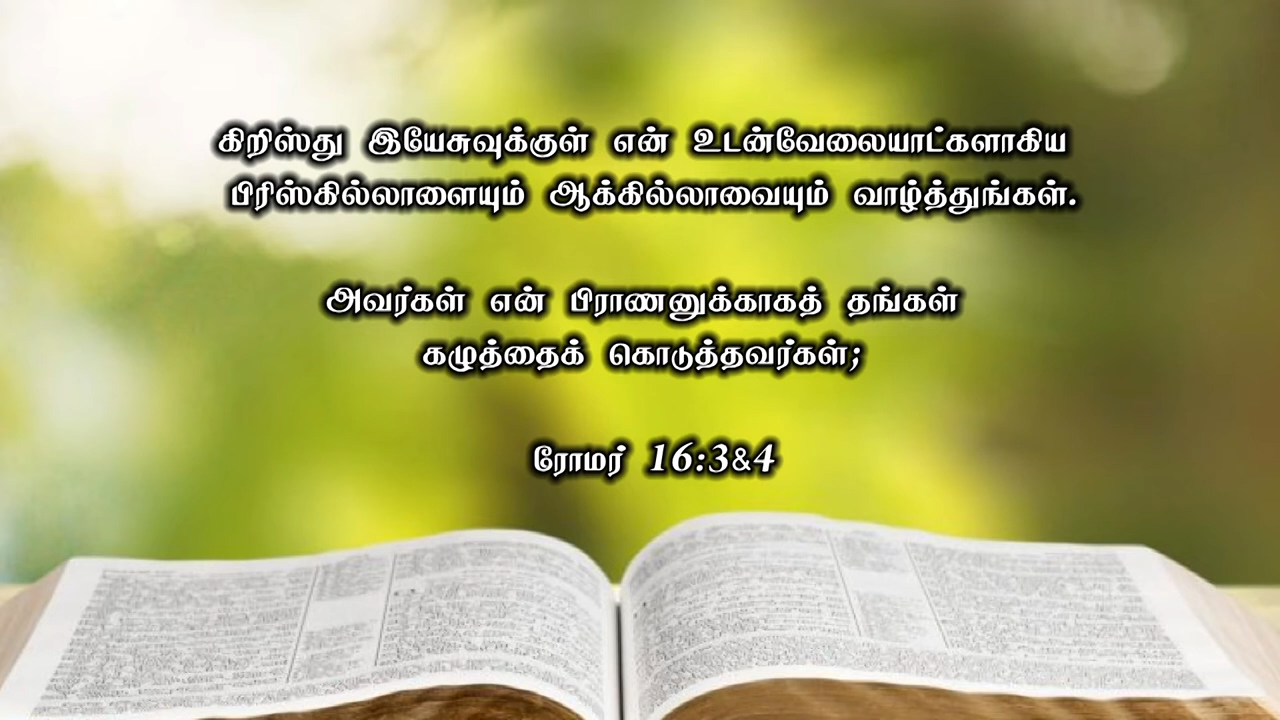 கிறிஸ்து இயேசுவுக்குள் என் உடன்வேலையாட்களாகிய
பிரிஸ்கில்லாளையும் ஆக்கில்லாவையும் வாழ்த்துங்கள்.
அவர்கள் என் பிராணனுக்காகத் தங்கள்
கழுத்தைக் கொடுத்தவர்கள்;
ரோமர் 16:3&4